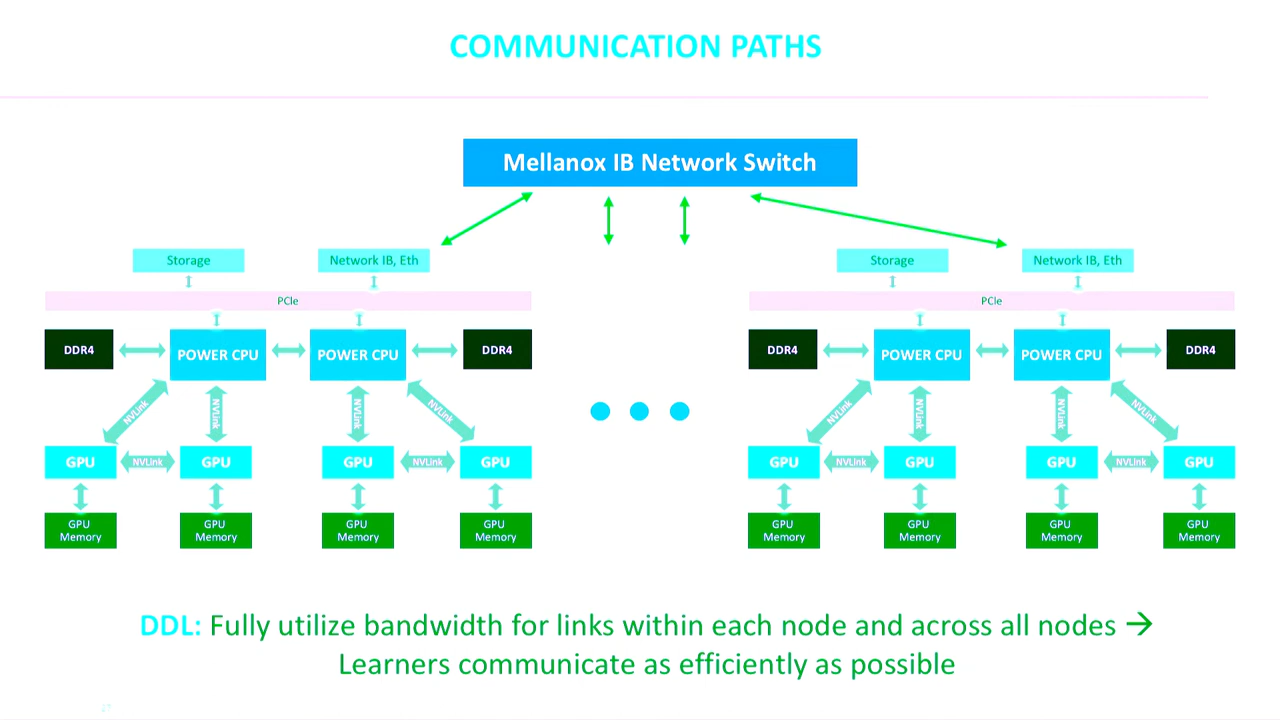 COMMUNICATION PATHS
Mellanox IB Network Switch
Storage
Network IB, Eth
Storage
Network IB, Eth
PCIe
PCIe
DDR4
POWER CPU
POWER CPU
DDR4
DDR4
POWER CPU
POWER CPU
DDR4
NVLink
NVLink
NVLink
NVLink
NVLink
NVLink
NVLink
NVLink
GPU
NVLink
GPU
GPU
NVLink
GPU
GPU
NVLink
GPU
GPU
NVLink
GPU
GPU
Memory
GPU
Memory
GPU
Memory
GPU
Memory
GPU
Memory
GPU
Memory
GPU
Memory
GPU
Memory
DDL: Fully utilize bandwidth for links within each node and across all nodes →
Learners communicate as efficiently as possible
27